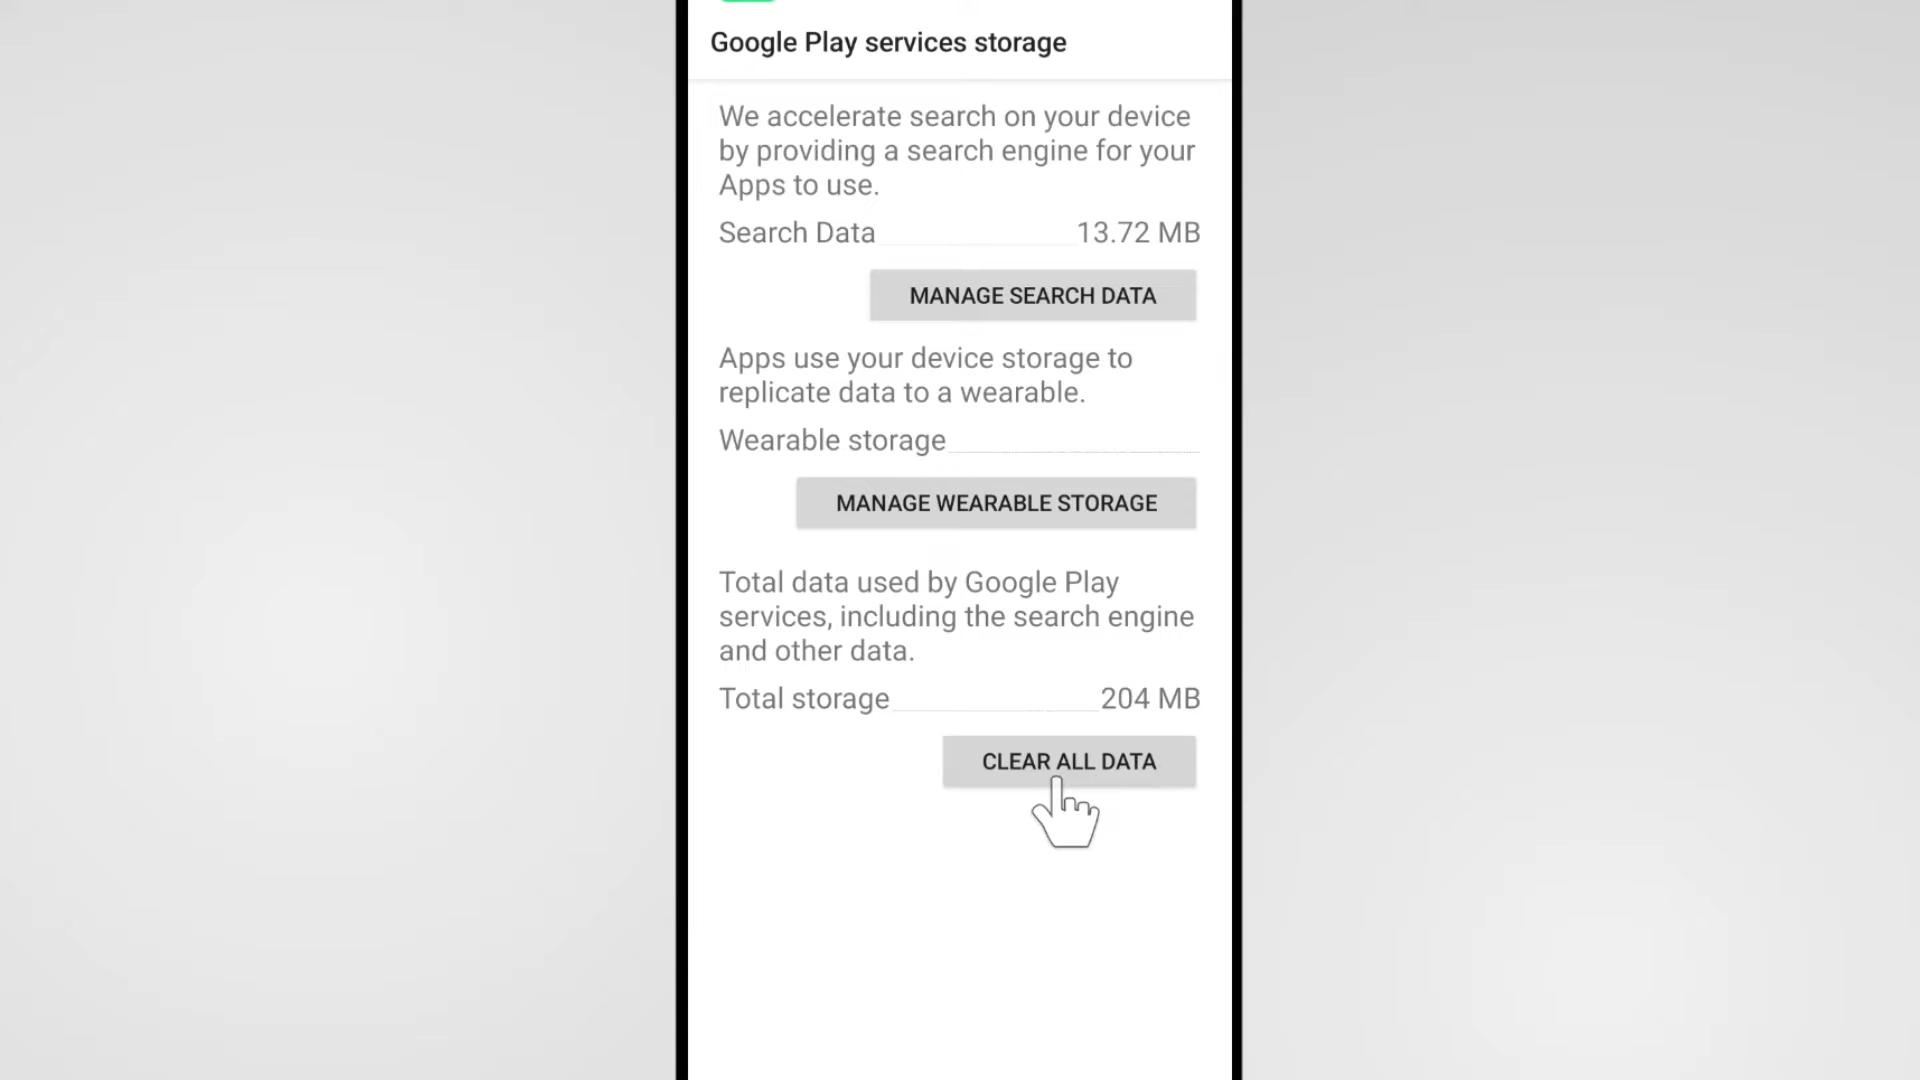 Google Play services storage
We accelerate search on your device
by providing a search engine for your
Apps to use.
Search Data 13.72 MB
MANAGE SEARCH DATA
Apps use your device storage to
replicate data to a wearable.
Wearable storage
MANAGE WEARABLE STORAGE
Total data used by Google Play
services, including the search engine
and other data.
Total storage 204 MB
CLEAR ALL DATA